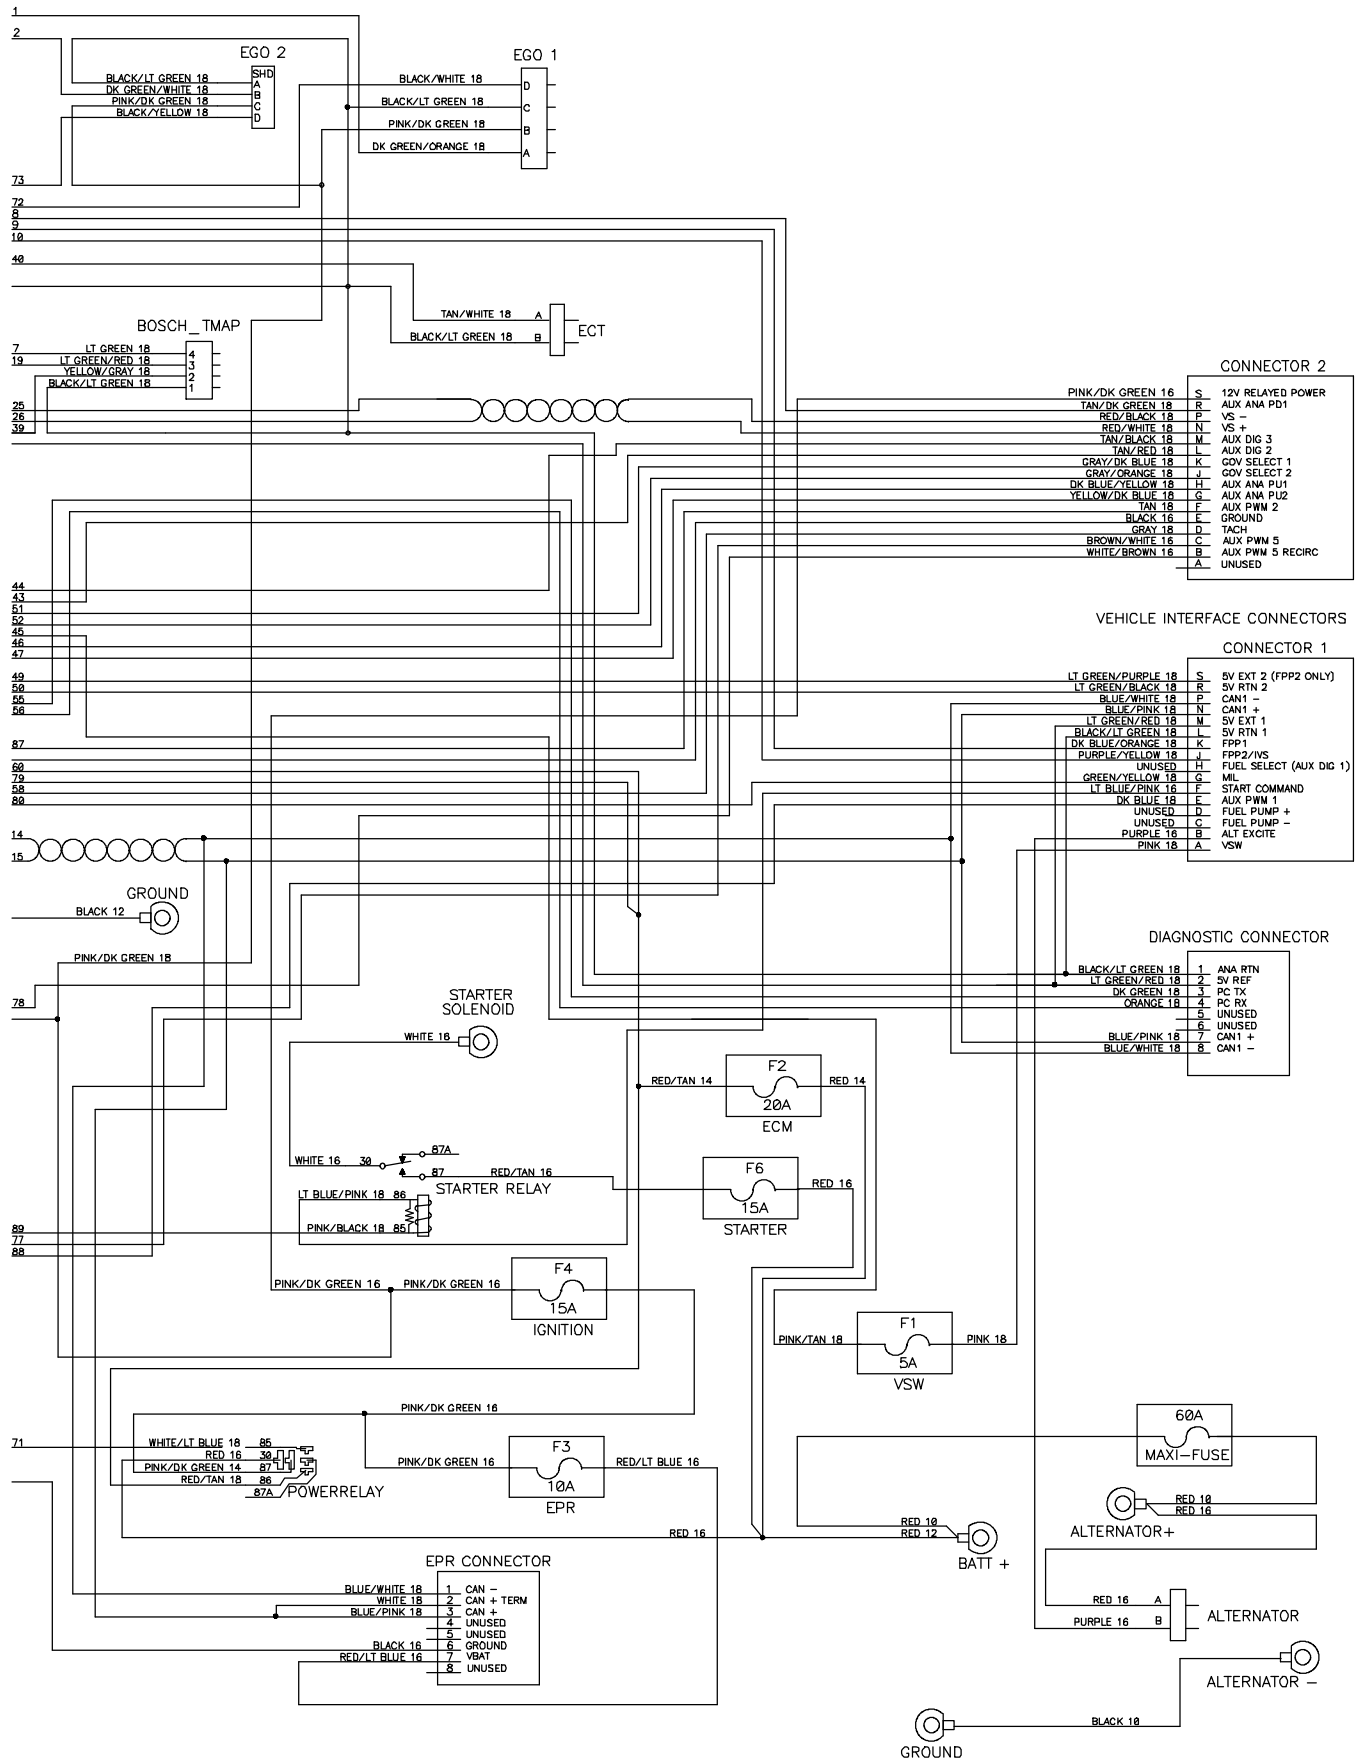 1
2
EGO 2
SHD
BLACK/LT GREEN 18 A
DK GREEN/WHITE 18 B
PINK/DK GREEN 18 C
BLACK/YELLOW 18 D
EGO 1
BLACK/WHITE 18 D
BLACK/LT GREEN 18 C
PINK/DK GREEN 18 B
DK GREEN/ORANGE 18 A
73
72
8
9
10
40
TAN/WHITE 18 A
BLACK/LT GREEN 18 B
ECT
BOSCH_TMAP
7 LT GREEN 18 4
19 LT GREEN/RED 18 3
YELLOW/GRAY 18 2
BLACK/LT GREEN 18 1
25
26
39
CONNECTOR 2
PINK/DK GREEN 16 S 12V RELAYED POWER
TAN/DK GREEN 18 R AUX ANA PD1
RED/BLACK 18 P VS -
RED/WHITE 18 N VS +
TAN/BLACK 18 M AUX DIG 3
TAN/RED 18 L AUX DIG 2
GRAY/DK BLUE 18 K GOV SELECT 1
GRAY/ORANGE 18 J GOV SELECT 2
DK BLUE/YELLOW 18 H AUX ANA PU1
YELLOW/DK BLUE 18 G AUX ANA PU2
TAN 18 F AUX PWM 2
BLACK 16 E GROUND
GRAY 18 D TACH
BROWN/WHITE 16 C AUX PWM 5
WHITE/BROWN 16 B AUX PWM 5 RECIRC
A UNUSED
44
43
51
52
45
46
47
49
50
55
56
87
60
79
58
80
VEHICLE INTERFACE CONNECTORS
CONNECTOR 1
LT GREEN/PURPLE 18 S 5V EXT 2 (FPP2 ONLY)
LT GREEN/BLACK 18 R 5V RTN 2
BLUE/WHITE 18 P CAN1 -
BLUE/PINK 18 N CAN1 +
LT GREEN/RED 18 M 5V EXT 1
BLACK/LT GREEN 18 L 5V RTN 1
DK BLUE/ORANGE 18 K FPP1
PURPLE/YELLOW 18 J FPP2/IVS
UNUSED H FUEL SELECT (AUX DIG 1)
GREEN/YELLOW 18 G MIL
LT BLUE/PINK 16 F START COMMAND
DK BLUE 18 E AUX PWM 1
UNUSED D FUEL PUMP +
UNUSED C FUEL PUMP -
PURPLE 16 B ALT EXCITE
PINK 18 A VSW
14
15
GROUND
BLACK 12
PINK/DK GREEN 18
78
DIAGNOSTIC CONNECTOR
BLACK/LT GREEN 18 1 ANA RTN
LT GREEN/RED 18 2 5V REF
DK GREEN 18 3 PC TX
ORANGE 18 4 PC RX
5 UNUSED
6 UNUSED
BLUE/PINK 18 7 CAN1 +
BLUE/WHITE 18 8 CAN1 -
STARTER
SOLENOID
WHITE 16
RED/TAN 14 F2 RED 14
20A
ECM
87A
WHITE 16 30
87 RED/TAN 16
STARTER RELAY
LT BLUE/PINK 18 86
PINK/BLACK 18 85
F6 RED 16
15A
STARTER
89
77
88
PINK/DK GREEN 16 PINK/DK GREEN 16 F4
15A
IGNITION
PINK/TAN 18 F1 PINK 18
5A
VSW
PINK/DK GREEN 16
71
WHITE/LT BLUE 18 85
RED 16 30
PINK/DK GREEN 14 87
RED/TAN 18 86
87A POWERRELAY
PINK/DK GREEN 16 F3 RED/LT BLUE 16
10A
EPR
60A
MAXI-FUSE
RED 10
RED 16
ALTERNATOR+
RED 16
RED 10
RED 12
BATT +
EPR CONNECTOR
BLUE/WHITE 18 1 CAN -
WHITE 18 2 CAN + TERM
BLUE/PINK 18 3 CAN +
4 UNUSED
5 UNUSED
BLACK 16 6 GROUND
RED/LT BLUE 16 7 VBAT
8 UNUSED
RED 16 A
PURPLE 16 B
ALTERNATOR
ALTERNATOR -
BLACK 10
GROUND